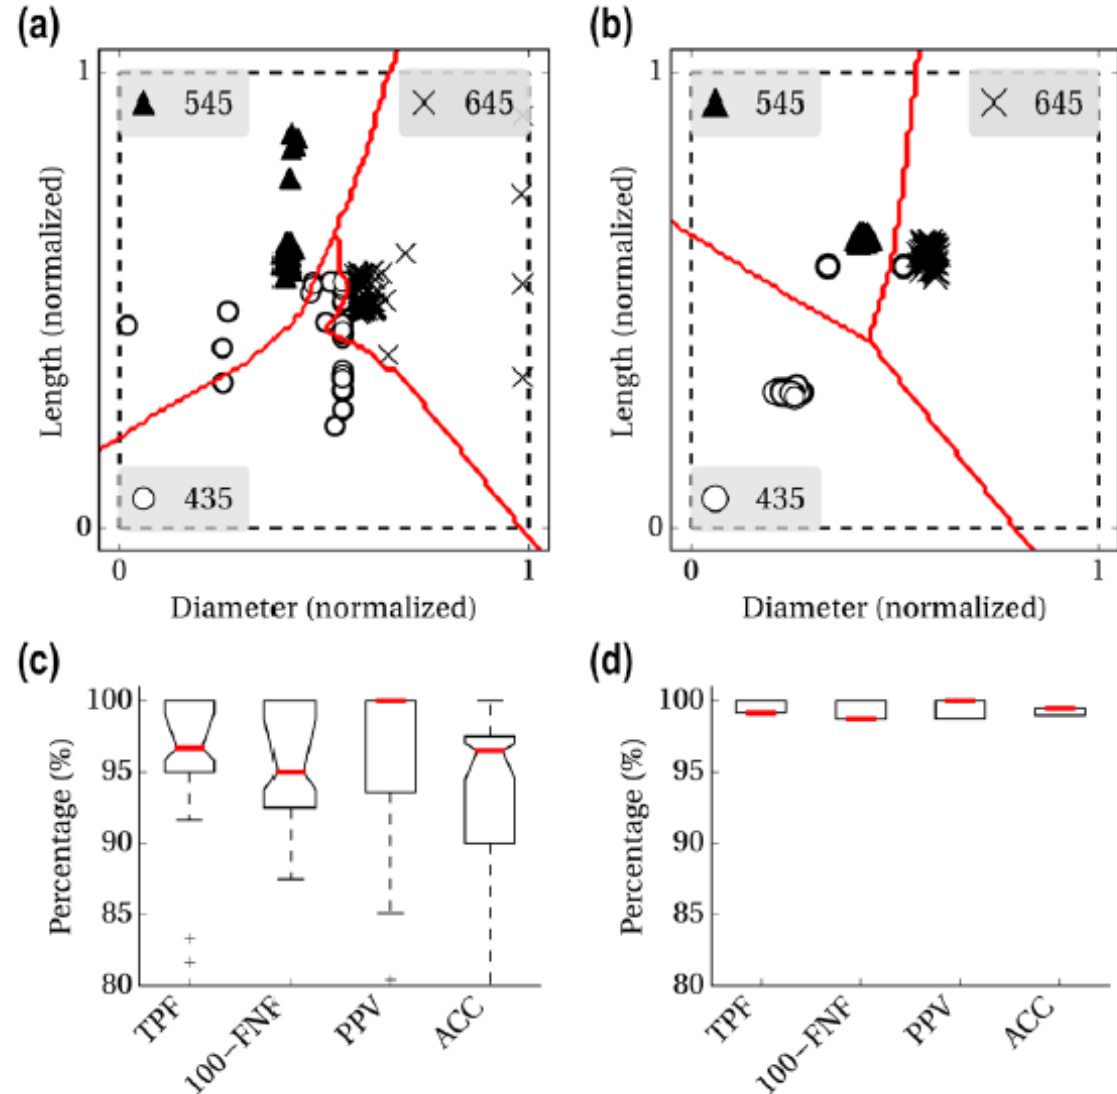 (a)
(b)
1
545
645
Length (normalized)
435
0
0
1
Diameter (normalized)
1
545
645
Length (normalized)
435
0
0
1
Diameter (normalized)
(c)
(d)
100
95
90
85
80
Percentage (%)
TPF
100−FNF
PPV
ACC
100
95
90
85
80
Percentage (%)
TPF
100−FNF
PPV
ACC